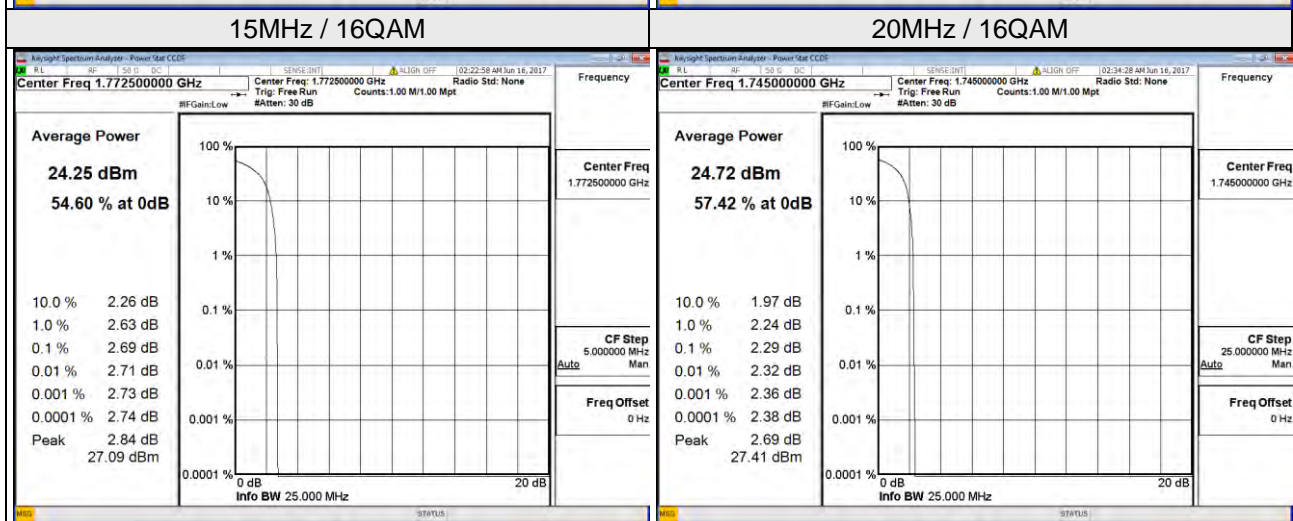 15MHz / 16QAM
Keysight Spectrum Analyzer - Power Stat CCDF
RL RF 50 Ω DC SENSE:INT ALIGN OFF 02:22:58 AM Jun 16, 2017
Center Freq 1.772500000 GHz
Center Freq: 1.772500000 GHz Radio Std: None
Trig: Free Run Counts:1.00 M/1.00 Mpt
#IFGain:Low #Atten: 30 dB
Average Power
24.25 dBm
54.60 % at 0dB
10.0 % 2.26 dB
1.0 % 2.63 dB
0.1 % 2.69 dB
0.01 % 2.71 dB
0.001 % 2.73 dB
0.0001 % 2.74 dB
Peak 2.84 dB
27.09 dBm
100 %
10 %
1 %
0.1 %
0.01 %
0.001 %
0.0001 %
0 dB 20 dB
Info BW 25.000 MHz
Frequency
Center Freq
1.772500000 GHz
CF Step
5.000000 MHz
Auto Man
Freq Offset
0 Hz
MSG STATUS
20MHz / 16QAM
Keysight Spectrum Analyzer - Power Stat CCDF
RL RF 50 Ω DC SENSE:INT ALIGN OFF 02:34:28 AM Jun 16, 2017
Center Freq 1.745000000 GHz
Center Freq: 1.745000000 GHz Radio Std: None
Trig: Free Run Counts:1.00 M/1.00 Mpt
#IFGain:Low #Atten: 30 dB
Average Power
24.72 dBm
57.42 % at 0dB
10.0 % 1.97 dB
1.0 % 2.24 dB
0.1 % 2.29 dB
0.01 % 2.32 dB
0.001 % 2.36 dB
0.0001 % 2.38 dB
Peak 2.69 dB
27.41 dBm
100 %
10 %
1 %
0.1 %
0.01 %
0.001 %
0.0001 %
0 dB 20 dB
Info BW 25.000 MHz
Frequency
Center Freq
1.745000000 GHz
CF Step
25.000000 MHz
Auto Man
Freq Offset
0 Hz
MSG STATUS